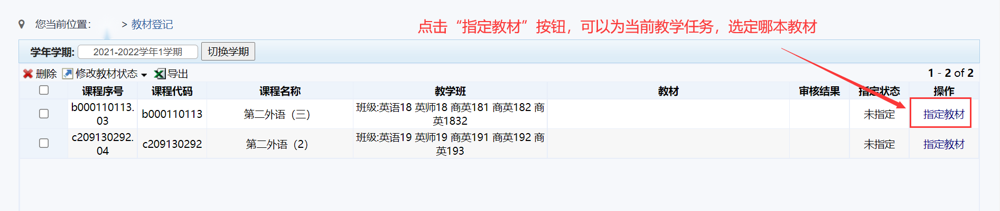 您当前位置： > 教材登记
点击“指定教材”按钮，可以为当前教学任务，选定哪本教材
学年学期: 2021-2022学年1学期 切换学期
删除 修改教材状态 导出 1 - 2 of 2
课程序号 课程代码 课程名称 教学班 教材 审核结果 指定状态 操作
b000110113.03 b000110113 第二外语（三） 班级:英语18 英师18 商英181 商英182 商英1832 未指定 指定教材
c209130292.04 c209130292 第二外语（2） 班级:英语19 英师19 商英191 商英192 商英193 未指定 指定教材